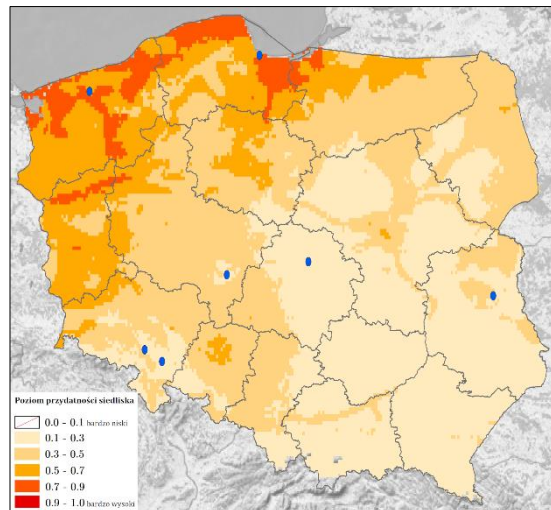 Poziom przydatności siedliska
0.0 - 0.1 bardzo niski
0.1 - 0.3
0.3 - 0.5
0.5 - 0.7
0.7 - 0.9
0.9 - 1.0 bardzo wysoki